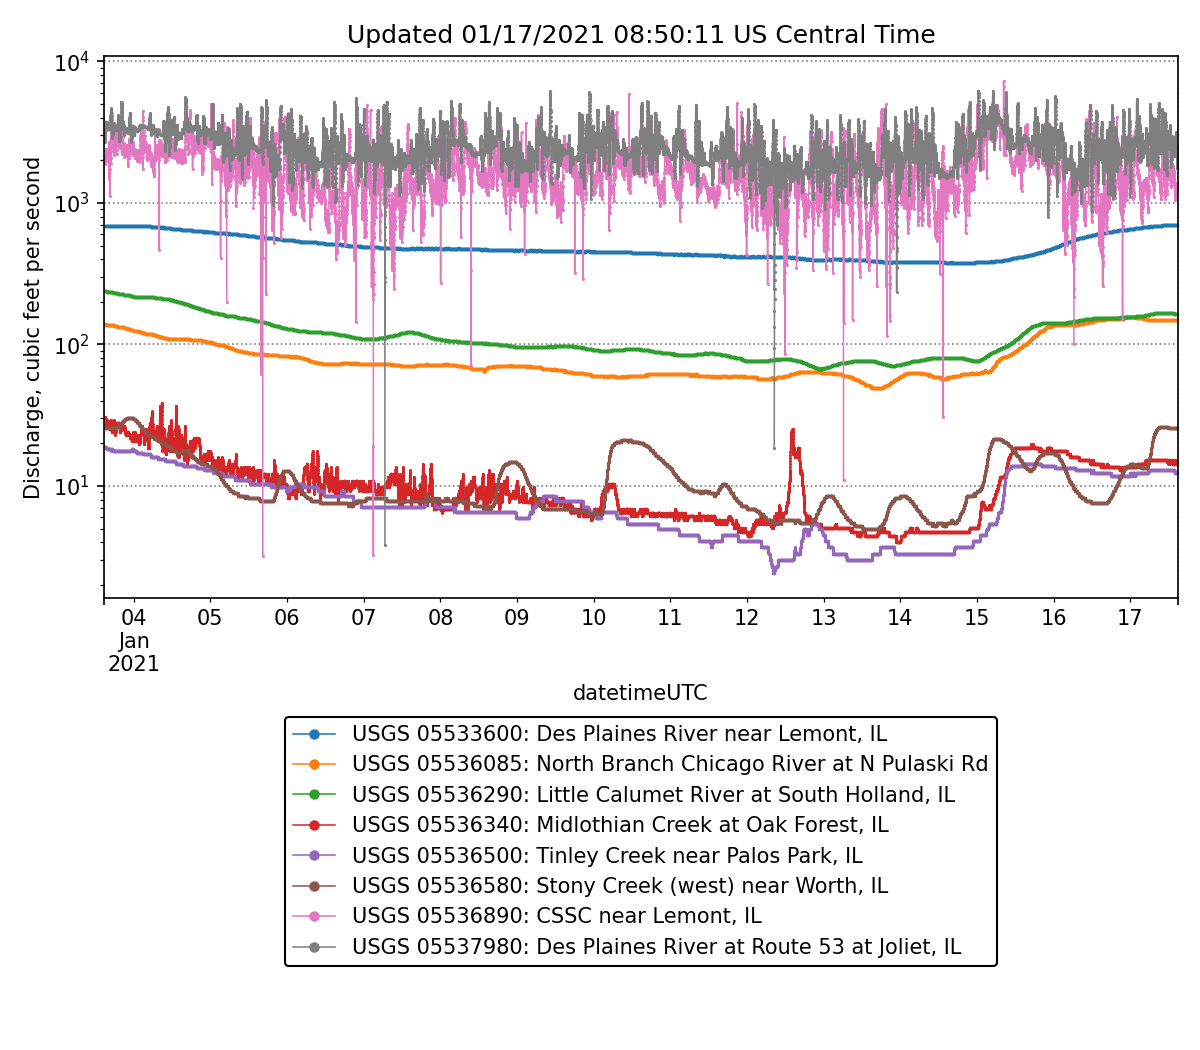 Updated 01/17/2021 08:50:11 US Central Time
Discharge, cubic feet per second
10^4
10^3
10^2
10^1
04 05 06 07 08 09 10 11 12 13 14 15 16 17
Jan
2021
datetimeUTC
USGS 05533600: Des Plaines River near Lemont, IL
USGS 05536085: North Branch Chicago River at N Pulaski Rd
USGS 05536290: Little Calumet River at South Holland, IL
USGS 05536340: Midlothian Creek at Oak Forest, IL
USGS 05536500: Tinley Creek near Palos Park, IL
USGS 05536580: Stony Creek (west) near Worth, IL
USGS 05536890: CSSC near Lemont, IL
USGS 05537980: Des Plaines River at Route 53 at Joliet, IL